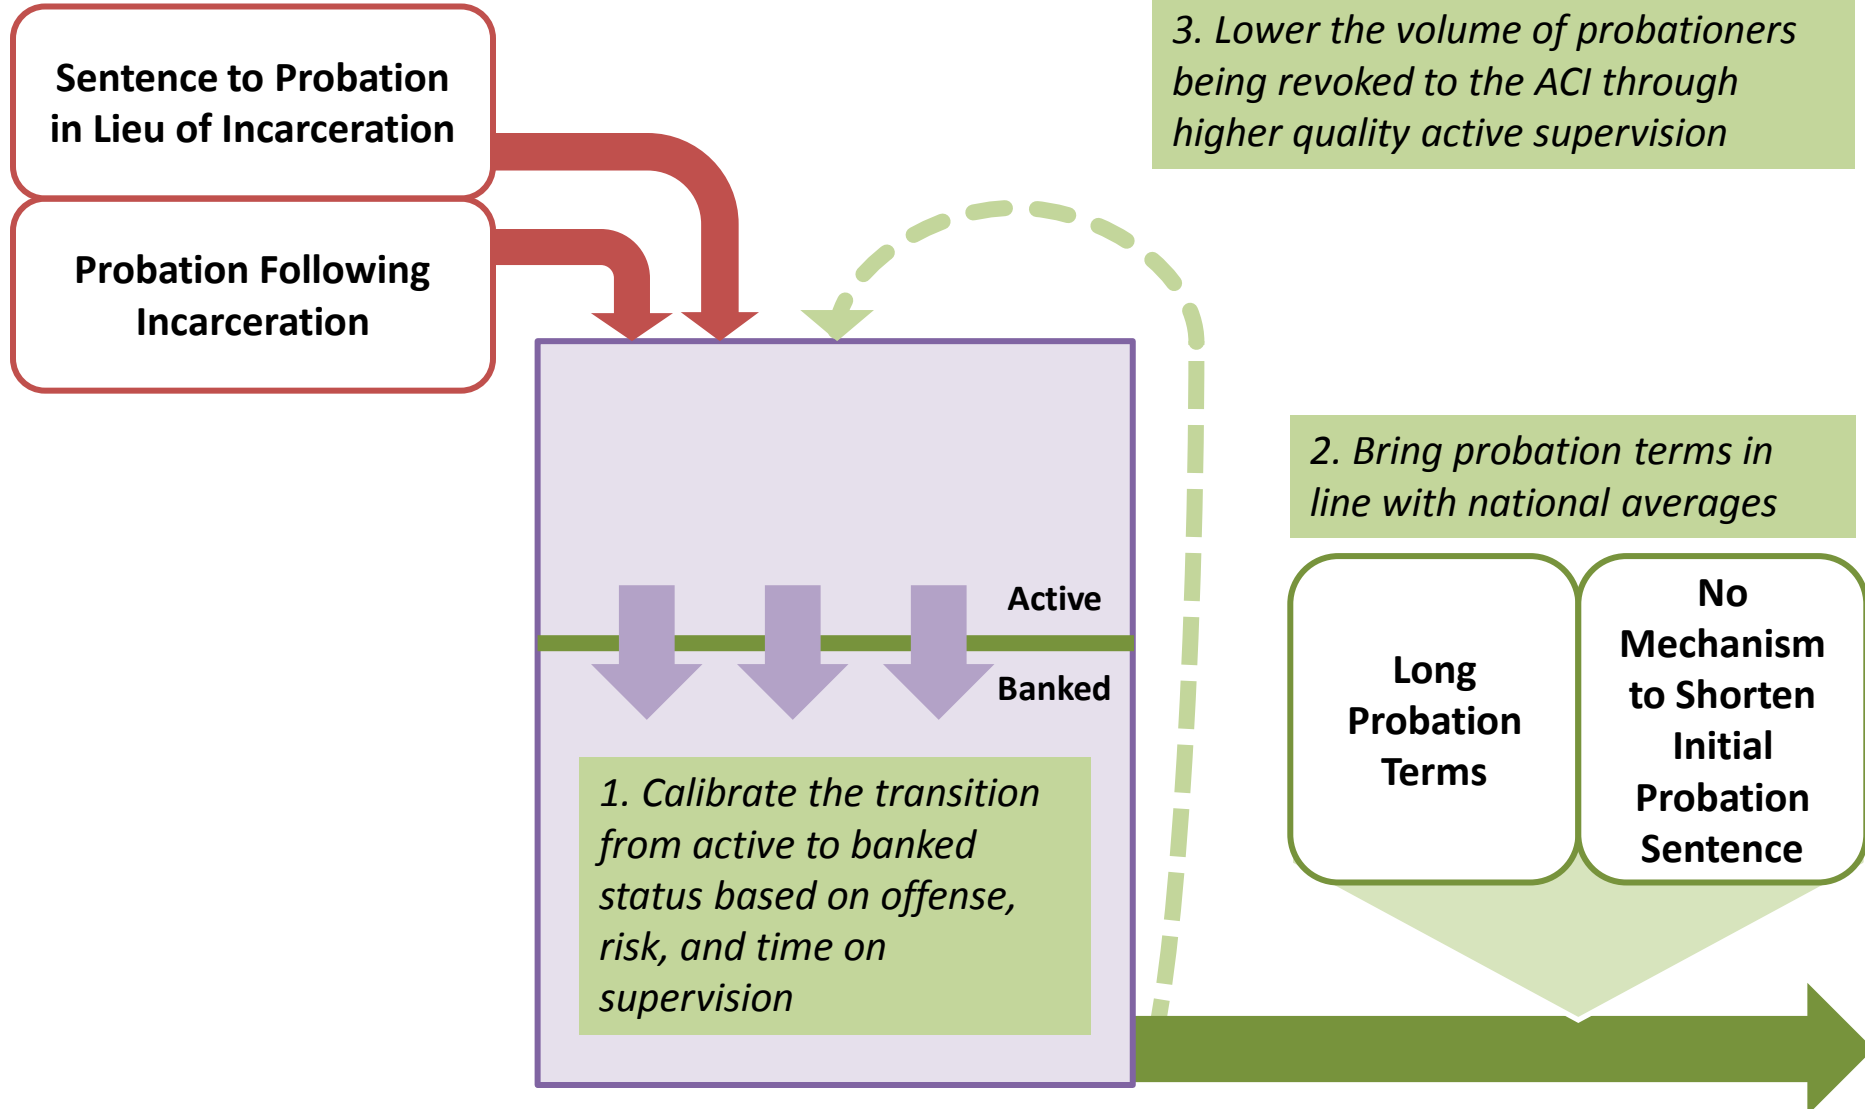 Sentence to Probation
in Lieu of Incarceration
Probation Following
Incarceration
3. Lower the volume of probationers
being revoked to the ACI through
higher quality active supervision
Active
Banked
1. Calibrate the transition
from active to banked
status based on offense,
risk, and time on
supervision
2. Bring probation terms in
line with national averages
Long
Probation
Terms
No
Mechanism
to Shorten
Initial
Probation
Sentence